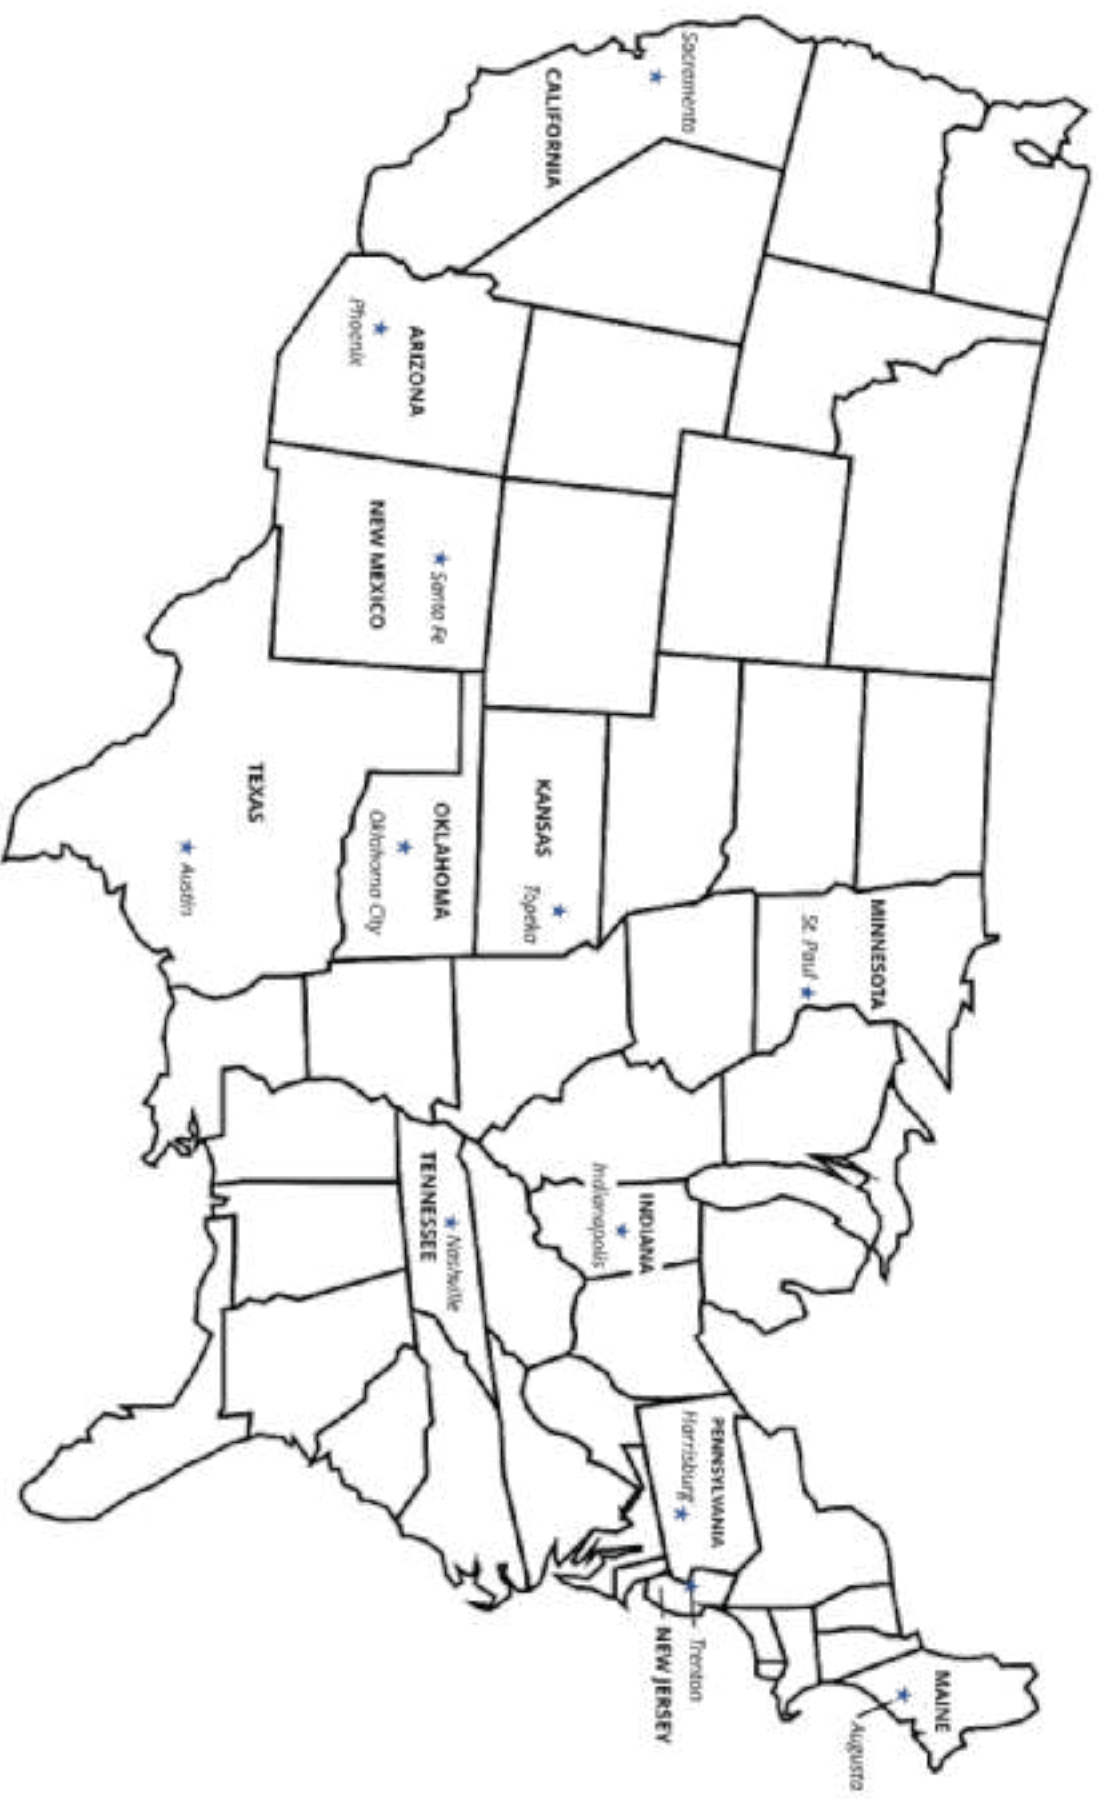 Sacramento
CALIFORNIA
ARIZONA
Phoenix
Santa Fe
NEW MEXICO
TEXAS
Austin
OKLAHOMA
Oklahoma City
KANSAS
Topeka
MINNESOTA
St. Paul
INDIANA
Indianapolis
Nashville
TENNESSEE
PENNSYLVANIA
Harrisburg
Trenton
NEW JERSEY
MAINE
Augusta